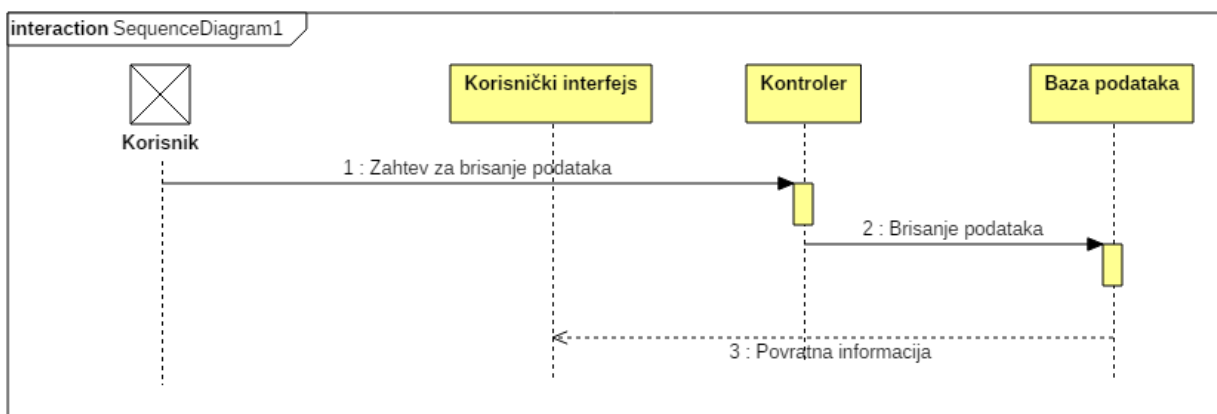 interaction SequenceDiagram1
Korisnik
Korisnički interfejs
Kontroler
Baza podataka
1 : Zahtev za brisanje podataka
2 : Brisanje podataka
3 : Povratna informacija